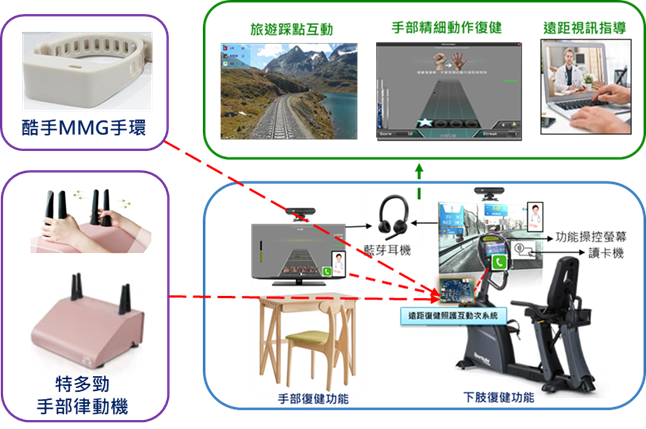 旅遊踩點互動
手部精細動作復健
遠距視訊指導
酷手MMG手環
藍芽耳機
功能操控螢幕
讀卡機
遠距復健照護互動次系統
特多勁
手部律動機
手部復健功能
下肢復健功能